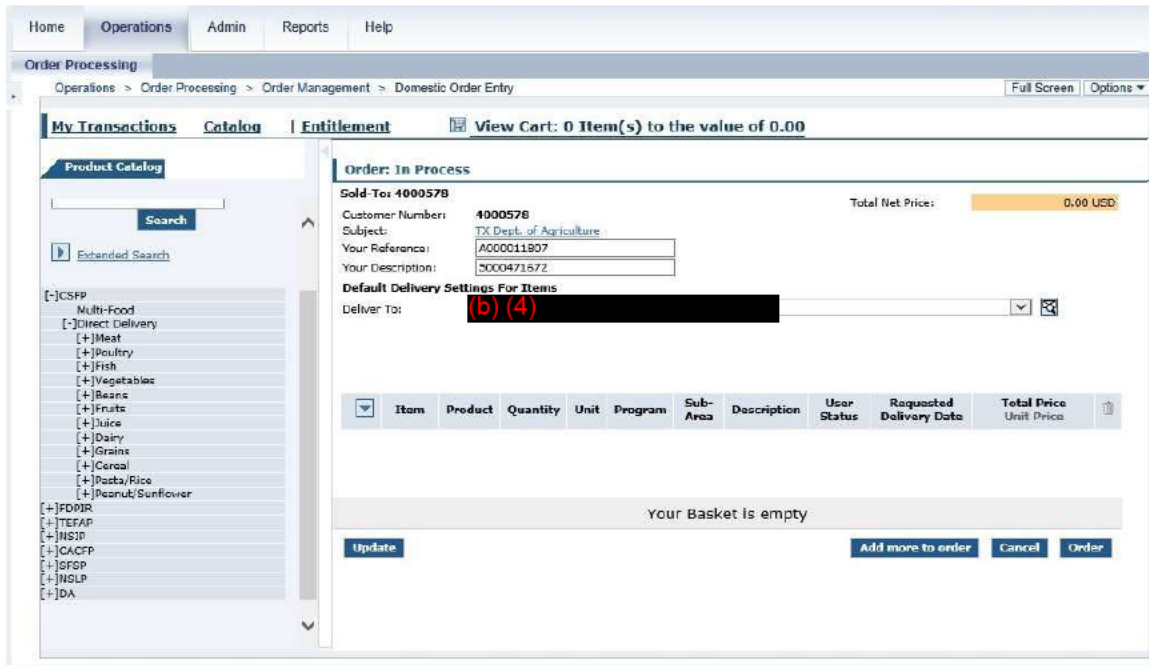 Home Operations Admin Reports Help
Order Processing
Operations > Order Processing > Order Management > Domestic Order Entry Full Screen Options
My Transactions Catalog | Entitlement View Cart: 0 Item(s) to the value of 0.00
Product Catalog
Search
Extended Search
[-]CSFP
Multi-Food
[-]Direct Delivery
[+]Meat
[+]Poultry
[+]Fish
[+]Vegetables
[+]Beans
[+]Fruits
[+]Juice
[+]Dairy
[+]Grains
[+]Cereal
[+]Pasta/Rice
[+]Peanut/Sunflower
[+]FDPIR
[+]TEFAP
[+]NSIP
[+]CACFP
[+]SFSP
[+]NSLP
[+]DA
Order: In Process
Sold-To: 4000578
Total Net Price: 0.00 USD
Customer Number: 4000578
Subject: TX Dept. of Agriculture
Your Reference: A000011807
Your Description: 5000471672
Default Delivery Settings For Items
Deliver To: (b) (4)
Item Product Quantity Unit Program Sub-Area Description User Status Requested Delivery Date Total Price Unit Price
Your Basket is empty
Update Add more to order Cancel Order